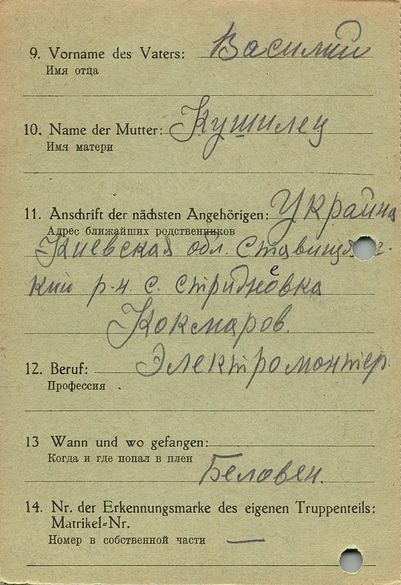 9. Vorname des Vaters: Василий
Имя отца
10. Name der Mutter: Кушилец
Имя матери
11. Anschrift der nächsten Angehörigen: Украина
Адрес ближайших родственников
Киевская обл. Ставищен-
кий р-н с. Стрижёвка
Кокмаров.
12. Beruf: Электромонтер.
Профессия
13 Wann und wo gefangen:
Когда и где попал в плен
Беловеж.
14. Nr. der Erkennungsmarke des eigenen Truppenteils:
Matrikel-Nr.
Номер в собственной части —